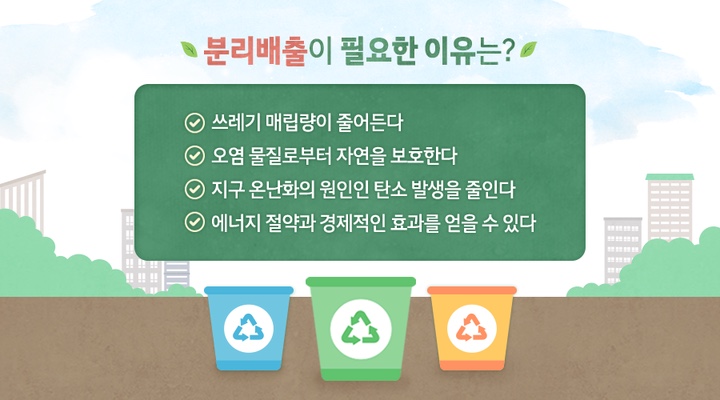 분리배출이 필요한 이유는?
쓰레기 매립량이 줄어든다
오염 물질로부터 자연을 보호한다
지구 온난화의 원인인 탄소 발생을 줄인다
에너지 절약과 경제적인 효과를 얻을 수 있다